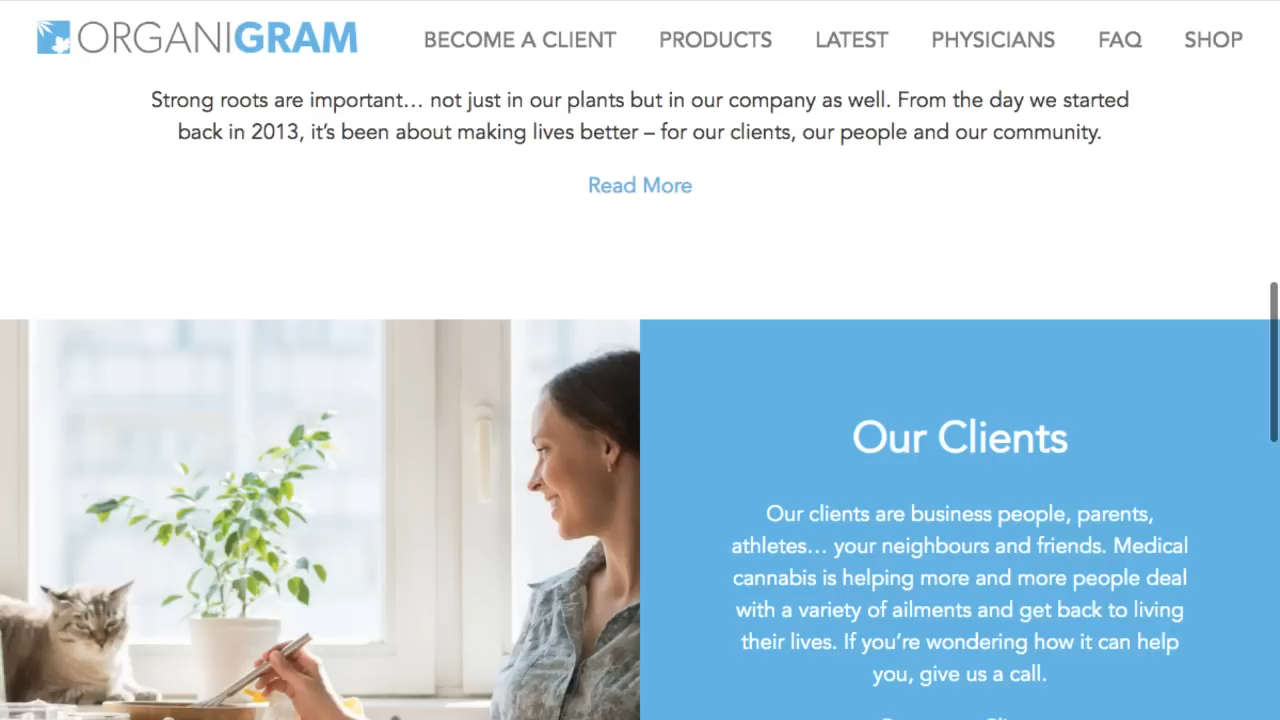 ORGANIGRAM
BECOME A CLIENT PRODUCTS LATEST PHYSICIANS FAQ SHOP
Strong roots are important… not just in our plants but in our company as well. From the day we started
back in 2013, it’s been about making lives better – for our clients, our people and our community.
Read More
Our Clients
Our clients are business people, parents,
athletes… your neighbours and friends. Medical
cannabis is helping more and more people deal
with a variety of ailments and get back to living
their lives. If you’re wondering how it can help
you, give us a call.